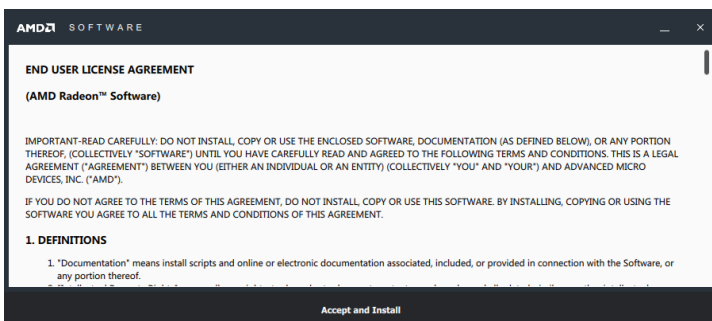 AMD SOFTWARE
END USER LICENSE AGREEMENT
(AMD Radeon™ Software)
IMPORTANT-READ CAREFULLY: DO NOT INSTALL, COPY OR USE THE ENCLOSED SOFTWARE, DOCUMENTATION (AS DEFINED BELOW), OR ANY PORTION
THEREOF, (COLLECTIVELY "SOFTWARE") UNTIL YOU HAVE CAREFULLY READ AND AGREED TO THE FOLLOWING TERMS AND CONDITIONS. THIS IS A LEGAL
AGREEMENT ("AGREEMENT") BETWEEN YOU (EITHER AN INDIVIDUAL OR AN ENTITY) (COLLECTIVELY "YOU" AND "YOUR") AND ADVANCED MICRO
DEVICES, INC. ("AMD").
IF YOU DO NOT AGREE TO THE TERMS OF THIS AGREEMENT, DO NOT INSTALL, COPY OR USE THIS SOFTWARE. BY INSTALLING, COPYING OR USING THE
SOFTWARE YOU AGREE TO ALL THE TERMS AND CONDITIONS OF THIS AGREEMENT.
1. DEFINITIONS
1. "Documentation" means install scripts and online or electronic documentation associated, included, or provided in connection with the Software, or
any portion thereof.
Accept and Install